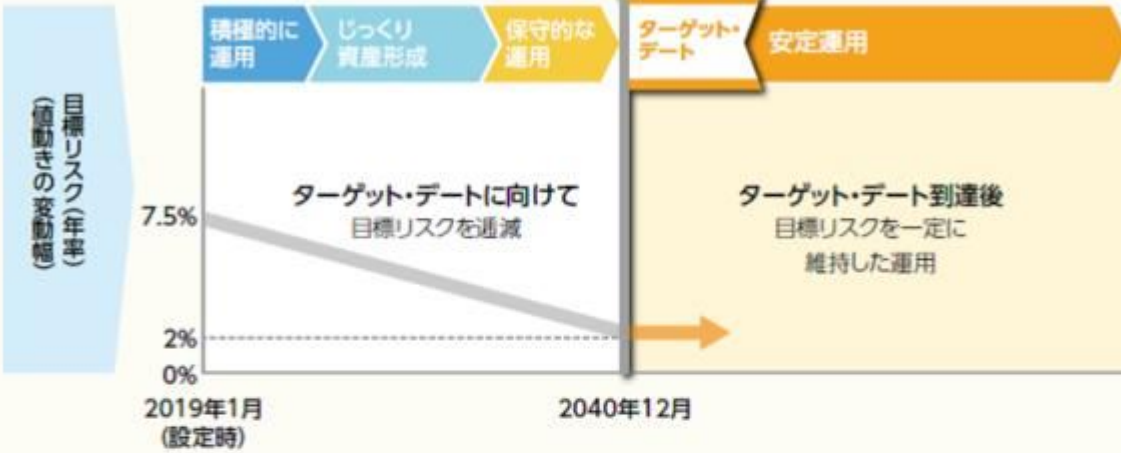 積極的に
運用
じっくり
資産形成
保守的な
運用
ターゲット・
デート
安定運用
目標リスク(年率)
(値動きの変動幅)
ターゲット・デートに向けて
目標リスクを逓減
ターゲット・デート到達後
目標リスクを一定に
維持した運用
7.5%
2%
0%
2019年1月
(設定時)
2040年12月